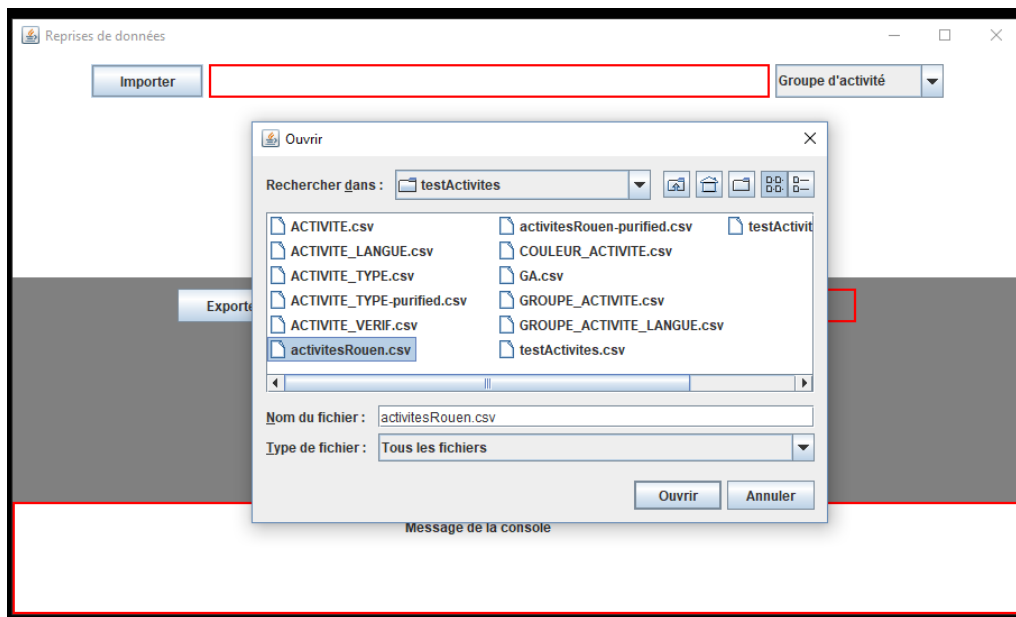 Reprises de données
Importer
Groupe d'activité
Ouvrir
Rechercher dans :
testActivites
ACTIVITE.csv
ACTIVITE_LANGUE.csv
ACTIVITE_TYPE.csv
ACTIVITE_TYPE-purified.csv
ACTIVITE_VERIF.csv
activitesRouen.csv
activitesRouen-purified.csv
COULEUR_ACTIVITE.csv
GA.csv
GROUPE_ACTIVITE.csv
GROUPE_ACTIVITE_LANGUE.csv
testActivites.csv
testActivit
Exporte
Nom du fichier :
activitesRouen.csv
Type de fichier :
Tous les fichiers
Ouvrir
Annuler
Message de la console